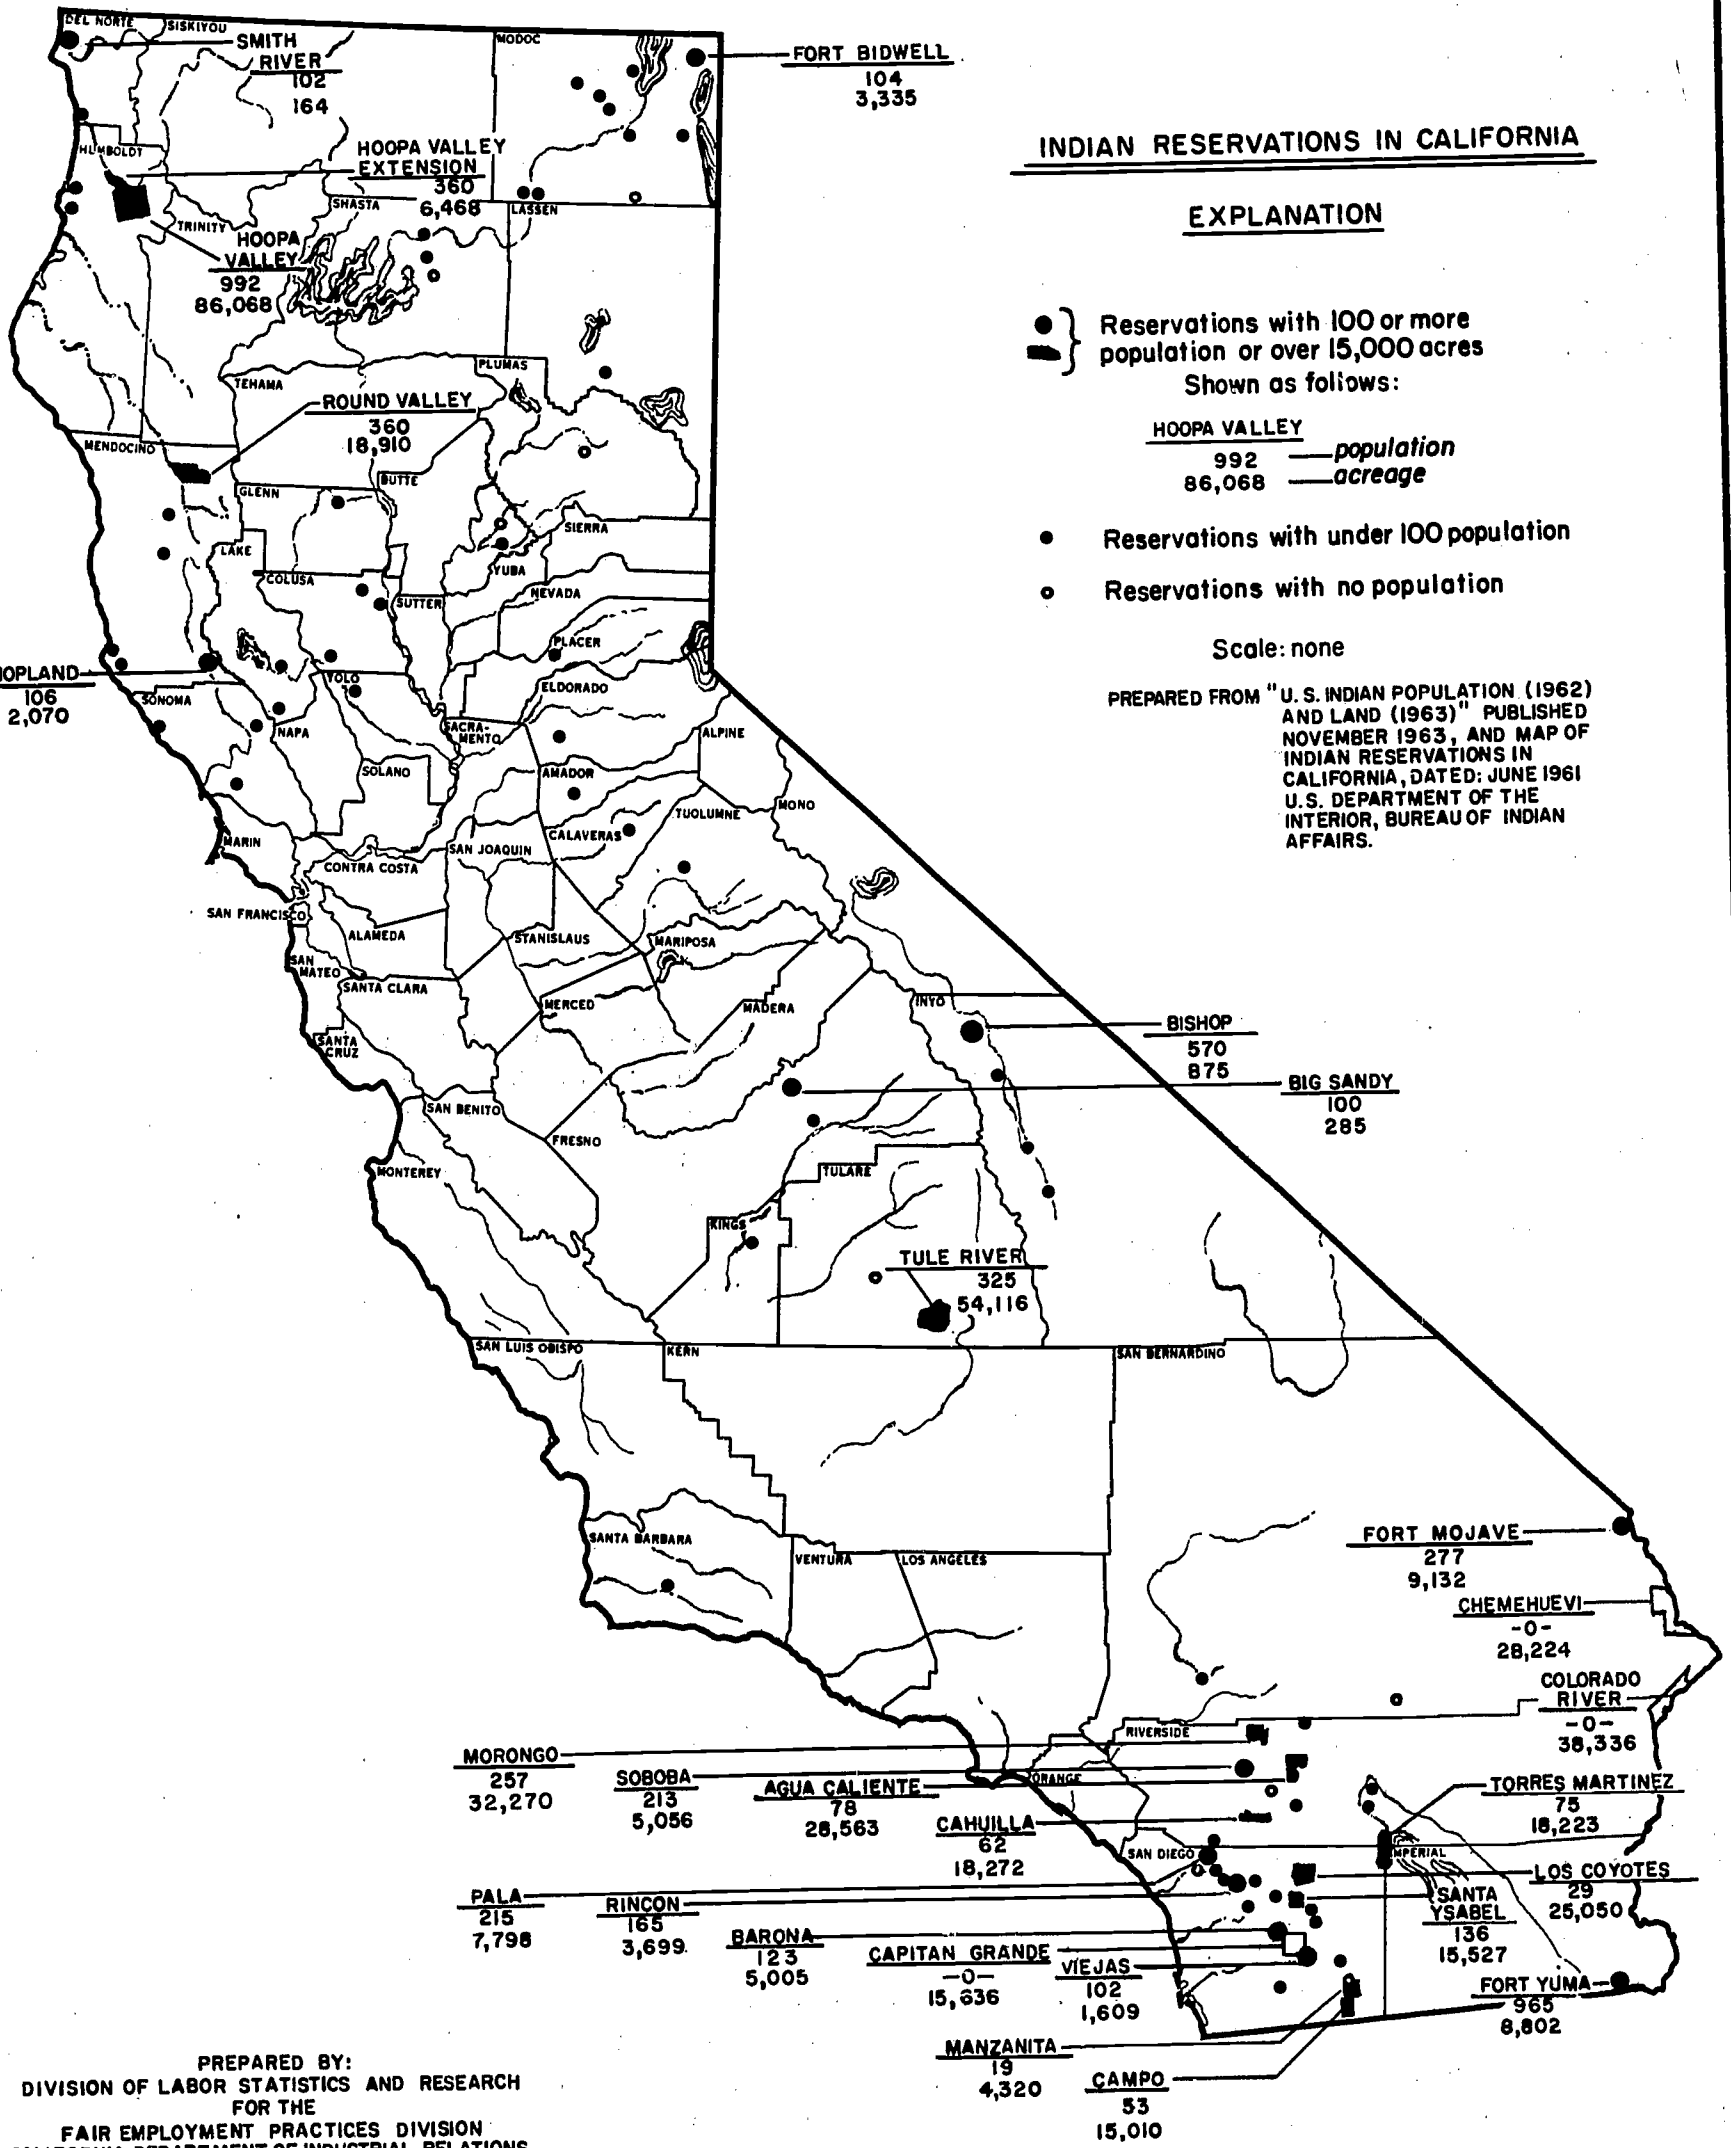 DEL NORTE
SISKIYOU
MODOC
SMITH
RIVER
102
164
FORT BIDWELL
104
3,335
INDIAN RESERVATIONS IN CALIFORNIA
EXPLANATION
HUMBOLDT
HOOPA VALLEY
EXTENSION
360
6,468
SHASTA
LASSEN
TRINITY
HOOPA
VALLEY
992
86,068
Reservations with 100 or more
population or over 15,000 acres
Shown as follows:
HOOPA VALLEY
992 population
86,068 acreage
Reservations with under 100 population
Reservations with no population
Scale: none
PREPARED FROM "U.S. INDIAN POPULATION (1962)
AND LAND (1963)" PUBLISHED
NOVEMBER 1963, AND MAP OF
INDIAN RESERVATIONS IN
CALIFORNIA, DATED: JUNE 1961
U.S. DEPARTMENT OF THE
INTERIOR, BUREAU OF INDIAN
AFFAIRS.
PLUMAS
TEHAMA
ROUND VALLEY
360
18,910
MENDOCINO
BUTTE
GLENN
SIERRA
LAKE
YUBA
COLUSA
NEVADA
SUTTER
PLACER
HOPLAND
106
2,070
YOLO
ELDORADO
SONOMA
NAPA
SACRA-
MENTO
ALPINE
SOLANO
AMADOR
MONO
TUOLUMNE
CALAVERAS
MARIN
SAN JOAQUIN
CONTRA COSTA
SAN FRANCISCO
ALAMEDA
STANISLAUS
MARIPOSA
SAN
MATEO
SANTA CLARA
MERCED
MADERA
INYO
BISHOP
570
875
SANTA
CRUZ
BIG SANDY
100
285
SAN BENITO
FRESNO
MONTEREY
TULARE
KINGS
TULE RIVER
325
54,116
SAN LUIS OBISPO
KERN
SAN BERNARDINO
SANTA BARBARA
VENTURA
LOS ANGELES
FORT MOJAVE
277
9,132
CHEMEHUEVI
-0-
28,224
COLORADO
RIVER
-0-
38,336
RIVERSIDE
MORONGO
257
32,270
SOBOBA
213
5,056
AGUA CALIENTE
78
28,563
ORANGE
TORRES MARTINEZ
75
18,223
CAHUILLA
62
18,272
SAN DIEGO
IMPERIAL
LOS COYOTES
29
25,050
PALA
215
7,798
RINCON
165
3,699
SANTA
YSABEL
136
15,527
BARONA
123
5,005
CAPITAN GRANDE
-0-
15,636
VIEJAS
102
1,609
FORT YUMA
965
8,802
MANZANITA
19
4,320
CAMPO
53
15,010
PREPARED BY:
DIVISION OF LABOR STATISTICS AND RESEARCH
FOR THE
FAIR EMPLOYMENT PRACTICES DIVISION
CALIFORNIA DEPARTMENT OF INDUSTRIAL RELATIONS